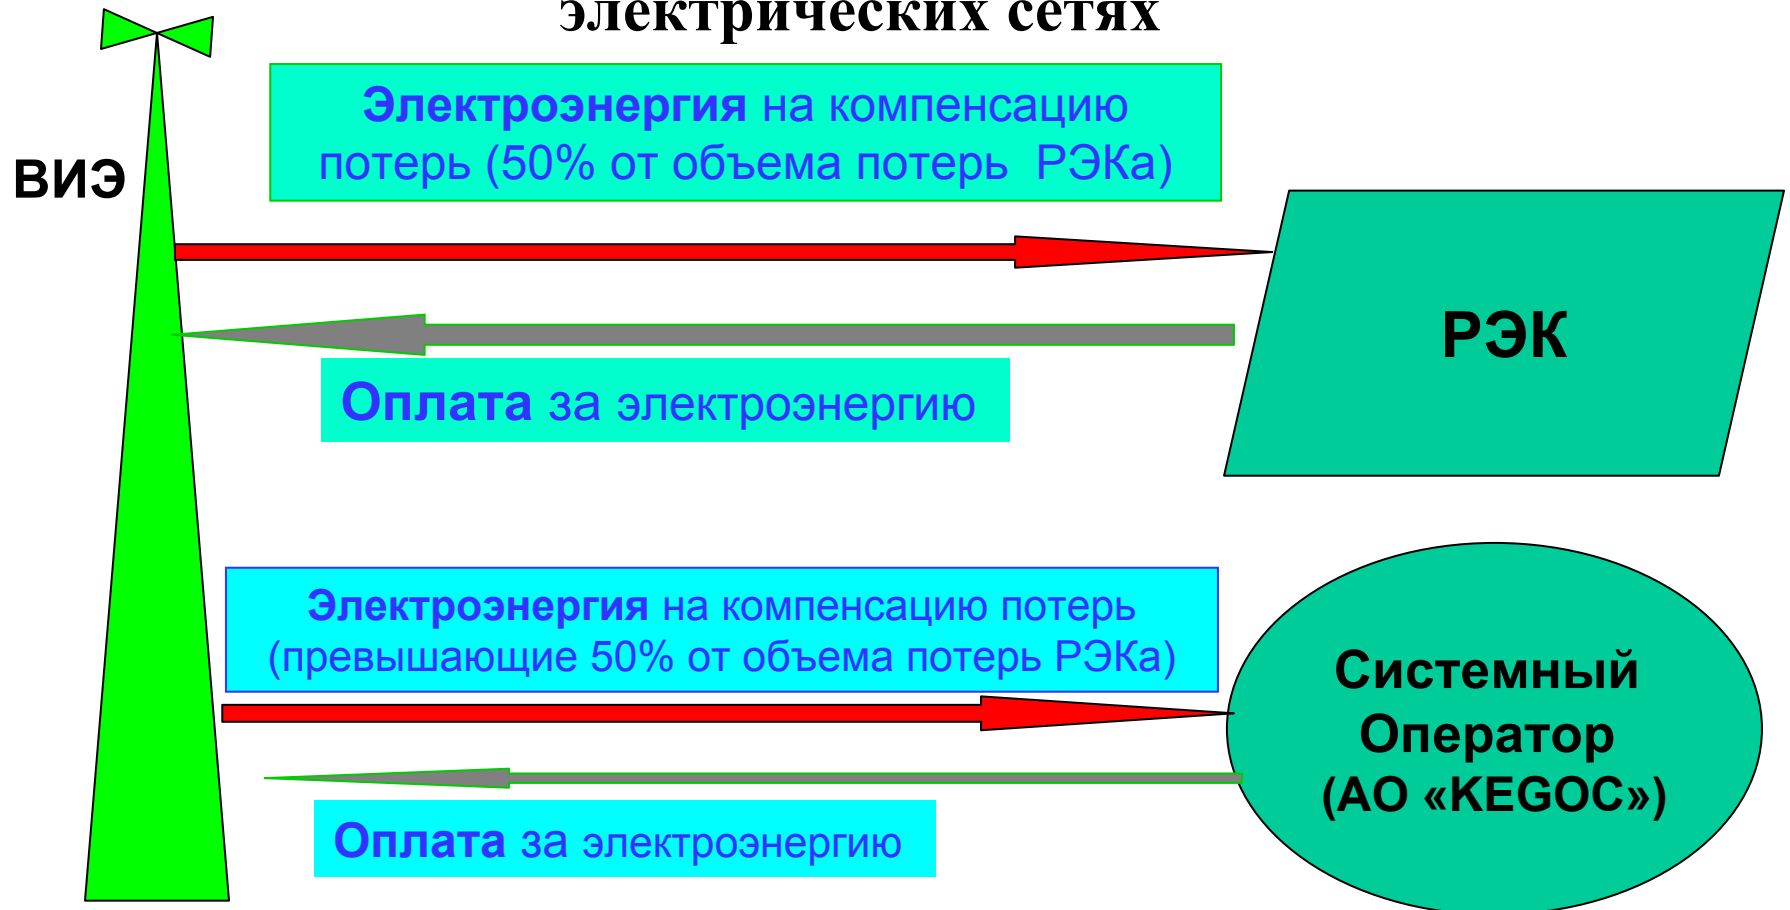 электрических сетях
Электроэнергия на компенсацию
потерь (50% от объема потерь РЭКа)
ВИЭ
РЭК
Оплата за электроэнергию
Электроэнергия на компенсацию потерь
(превышающие 50% от объема потерь РЭКа)
Системный
Оператор
(АО «KEGOC»)
Оплата за электроэнергию